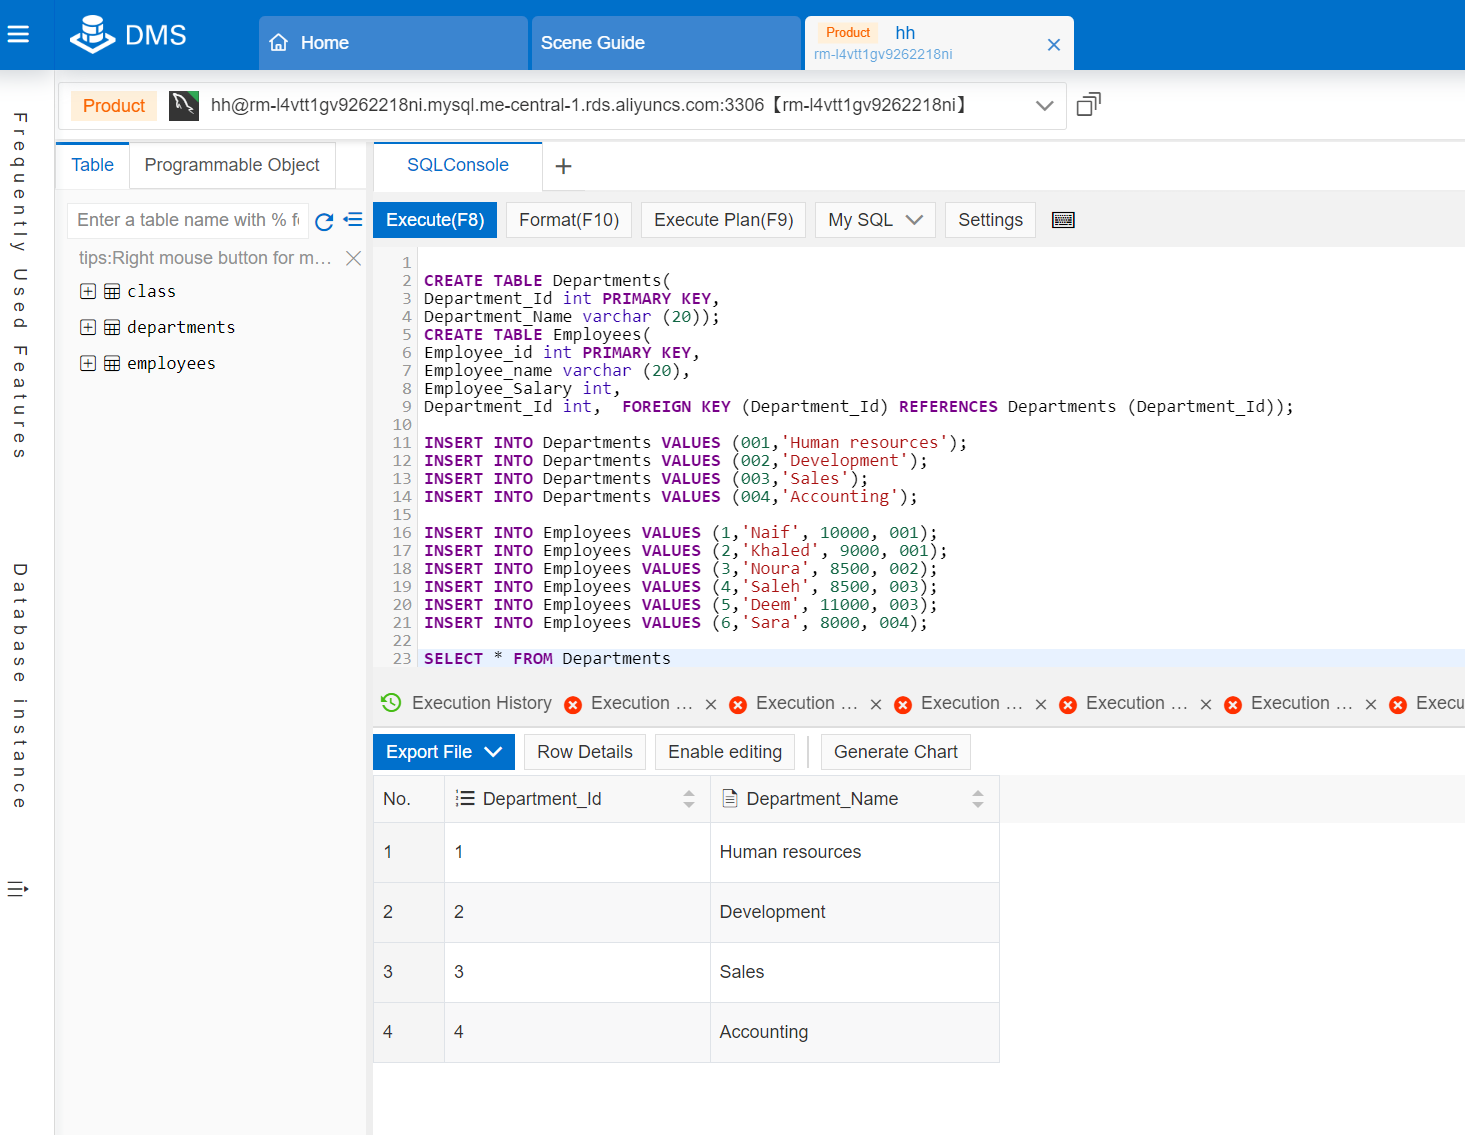 DMS
Home
Scene Guide
Product hh
rm-l4vtt1gv9262218ni
Product hh@rm-l4vtt1gv9262218ni.mysql.me-central-1.rds.aliyuncs.com:3306【rm-l4vtt1gv9262218ni】
Frequently Used Features
Database instance
Table Programmable Object
Enter a table name with % fo
tips:Right mouse button for m...
class
departments
employees
SQLConsole
Execute(F8) Format(F10) Execute Plan(F9) My SQL Settings
1
2 CREATE TABLE Departments(
3 Department_Id int PRIMARY KEY,
4 Department_Name varchar (20));
5 CREATE TABLE Employees(
6 Employee_id int PRIMARY KEY,
7 Employee_name varchar (20),
8 Employee_Salary int,
9 Department_Id int,  FOREIGN KEY (Department_Id) REFERENCES Departments (Department_Id));
10
11 INSERT INTO Departments VALUES (001,'Human resources');
12 INSERT INTO Departments VALUES (002,'Development');
13 INSERT INTO Departments VALUES (003,'Sales');
14 INSERT INTO Departments VALUES (004,'Accounting');
15
16 INSERT INTO Employees VALUES (1,'Naif', 10000, 001);
17 INSERT INTO Employees VALUES (2,'Khaled', 9000, 001);
18 INSERT INTO Employees VALUES (3,'Noura', 8500, 002);
19 INSERT INTO Employees VALUES (4,'Saleh', 8500, 003);
20 INSERT INTO Employees VALUES (5,'Deem', 11000, 003);
21 INSERT INTO Employees VALUES (6,'Sara', 8000, 004);
22
23 SELECT * FROM Departments
Execution History Execution ... Execution ... Execution ... Execution ... Execution ... Execu
Export File Row Details Enable editing Generate Chart
No. Department_Id Department_Name
1 1 Human resources
2 2 Development
3 3 Sales
4 4 Accounting